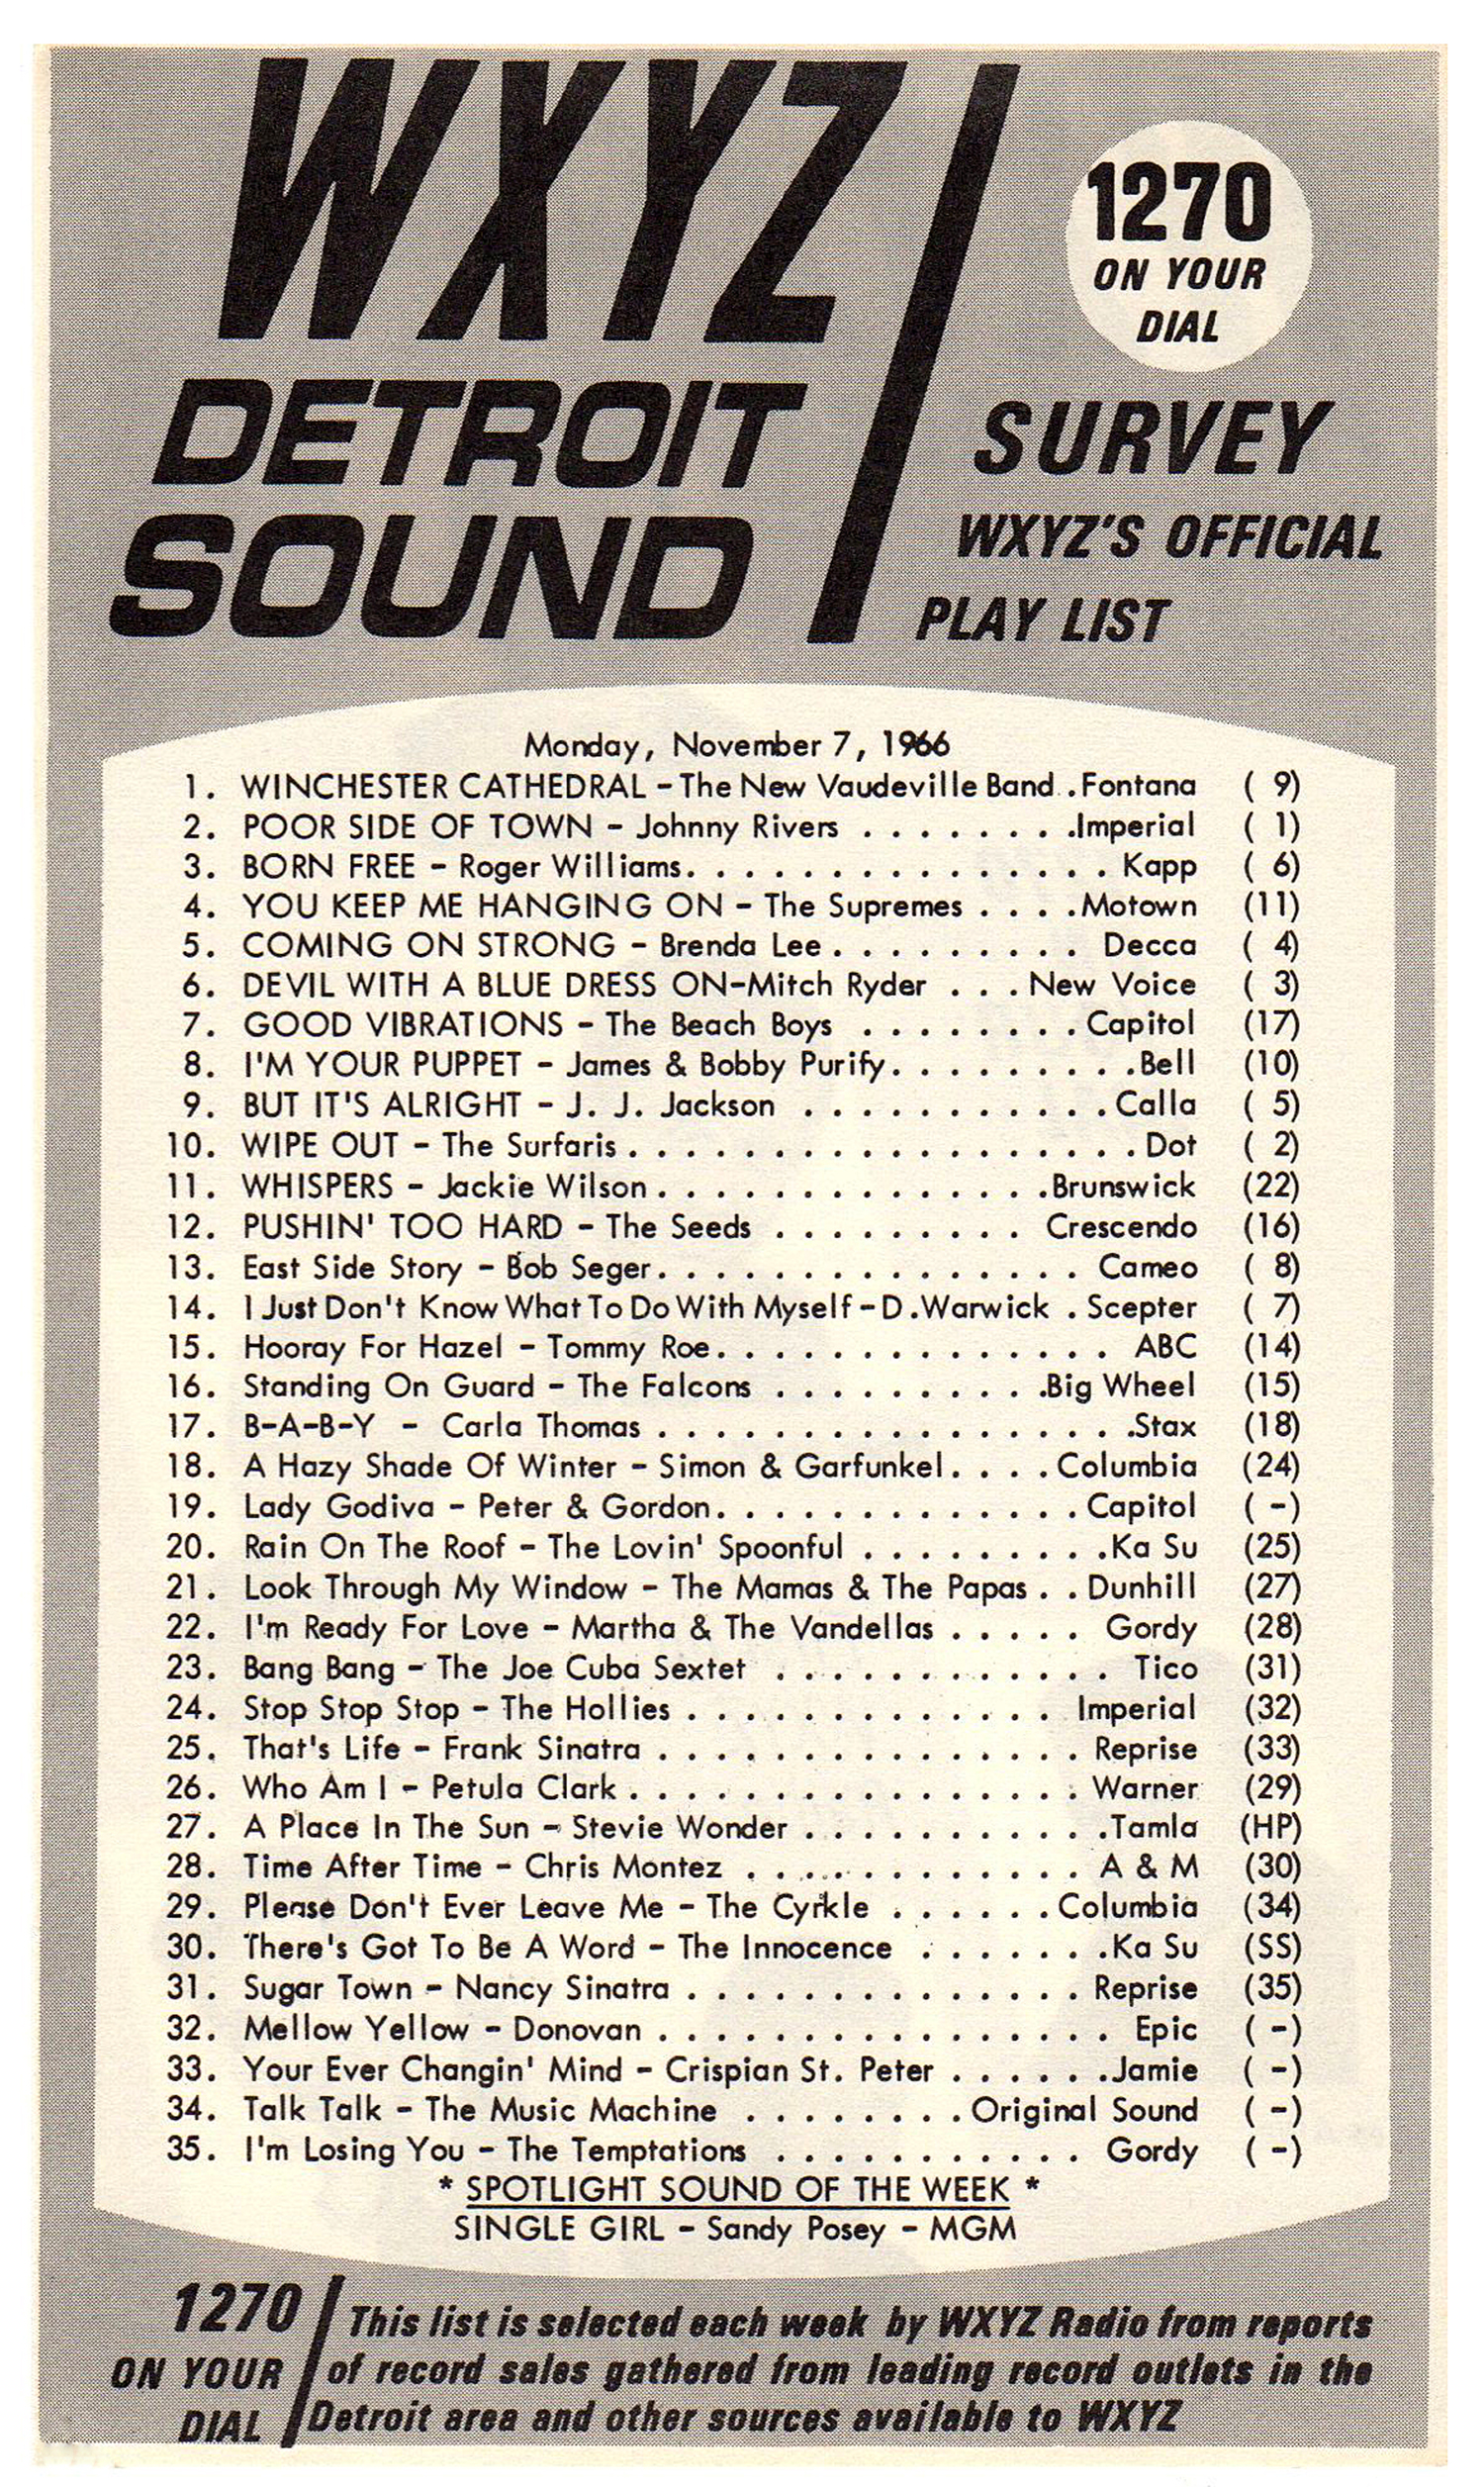 WXYZ
DETROIT
SOUND
1270
ON YOUR
DIAL
SURVEY
WXYZ'S OFFICIAL
PLAY LIST
Monday, November 7, 1966
1. WINCHESTER CATHEDRAL - The New Vaudeville Band . . Fontana ( 9)
2. POOR SIDE OF TOWN - Johnny Rivers . . . . . . . . Imperial ( 1)
3. BORN FREE - Roger Williams. . . . . . . . . . . . . . . Kapp ( 6)
4. YOU KEEP ME HANGING ON - The Supremes . . . . Motown (11)
5. COMING ON STRONG - Brenda Lee . . . . . . . . . Decca ( 4)
6. DEVIL WITH A BLUE DRESS ON-Mitch Ryder . . . New Voice ( 3)
7. GOOD VIBRATIONS - The Beach Boys . . . . . . . . Capitol (17)
8. I'M YOUR PUPPET - James & Bobby Purify. . . . . . . . . Bell (10)
9. BUT IT'S ALRIGHT - J. J. Jackson . . . . . . . . . . . Calla ( 5)
10. WIPE OUT - The Surfaris . . . . . . . . . . . . . . . . . . Dot ( 2)
11. WHISPERS - Jackie Wilson . . . . . . . . . . . . . . Brunswick (22)
12. PUSHIN' TOO HARD - The Seeds . . . . . . . . . Crescendo (16)
13. East Side Story - Bob Seger. . . . . . . . . . . . . . . Cameo ( 8)
14. I Just Don't Know What To Do With Myself - D.Warwick . Scepter ( 7)
15. Hooray For Hazel - Tommy Roe. . . . . . . . . . . . . . ABC (14)
16. Standing On Guard - The Falcons . . . . . . . . . . Big Wheel (15)
17. B-A-B-Y - Carla Thomas . . . . . . . . . . . . . . . . . Stax (18)
18. A Hazy Shade Of Winter - Simon & Garfunkel. . . . Columbia (24)
19. Lady Godiva - Peter & Gordon. . . . . . . . . . . . . Capitol ( -)
20. Rain On The Roof - The Lovin' Spoonful . . . . . . . . . Ka Su (25)
21. Look Through My Window - The Mamas & The Papas . . Dunhill (27)
22. I'm Ready For Love - Martha & The Vandellas . . . . . Gordy (28)
23. Bang Bang - The Joe Cuba Sextet . . . . . . . . . . . . Tico (31)
24. Stop Stop Stop - The Hollies . . . . . . . . . . . . . Imperial (32)
25. That's Life - Frank Sinatra . . . . . . . . . . . . . . . Reprise (33)
26. Who Am I - Petula Clark . . . . . . . . . . . . . . . . Warner (29)
27. A Place In The Sun - Stevie Wonder . . . . . . . . . . . Tamla (HP)
28. Time After Time - Chris Montez . . . . . . . . . . . . A & M (30)
29. Please Don't Ever Leave Me - The Cyrkle . . . . . . Columbia (34)
30. There's Got To Be A Word - The Innocence . . . . . . . Ka Su (SS)
31. Sugar Town - Nancy Sinatra . . . . . . . . . . . . . . Reprise (35)
32. Mellow Yellow - Donovan . . . . . . . . . . . . . . . . Epic ( -)
33. Your Ever Changin' Mind - Crispian St. Peter . . . . . . Jamie ( -)
34. Talk Talk - The Music Machine . . . . . . . . Original Sound ( -)
35. I'm Losing You - The Temptations . . . . . . . . . . . Gordy ( -)
* SPOTLIGHT SOUND OF THE WEEK *
SINGLE GIRL - Sandy Posey - MGM
1270
ON YOUR
DIAL
This list is selected each week by WXYZ Radio from reports
of record sales gathered from leading record outlets in the
Detroit area and other sources available to WXYZ